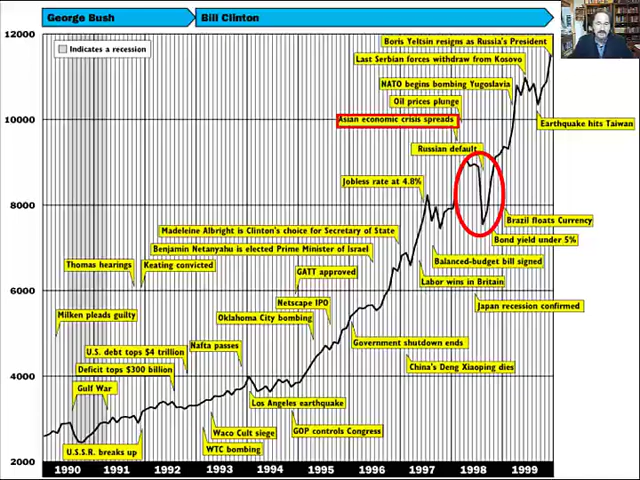 George Bush
Bill Clinton
12000
Boris Yeltsin resigns as Russia's President
Indicates a recession
Last Serbian forces withdraw from Kosovo
NATO begins bombing Yugoslavia
Oil prices plunge
10000
Asian economic crisis spreads
Earthquake hits Taiwan
Russian default
Jobless rate at 4.8%
8000
Brazil floats Currency
Madeleine Albright is Clinton's choice for Secretary of State
Bond yield under 5%
Benjamin Netanyahu is elected Prime Minister of Israel
Balanced-budget bill signed
Thomas hearings
Keating convicted
GATT approved
Labor wins in Britain
6000
Netscape IPO
Japan recession confirmed
Milken pleads guilty
Oklahoma City bombing
Government shutdown ends
Nafta passes
U.S. debt tops $4 trillion
Deficit tops $300 billion
China's Deng Xiaoping dies
4000
Gulf War
Los Angeles earthquake
Waco Cult siege
GOP controls Congress
U.S.S.R. breaks up
WTC bombing
2000
1990
1991
1992
1993
1994
1995
1996
1997
1998
1999